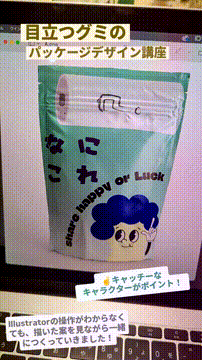 目立つグミの
パッケージデザイン講座
なに
これ
share happy or Luck
☝キャッチーな
キャラクターがポイント！
Illustratorの操作がわからなく
ても、描いた案を見ながら一緒
につくっていきました！